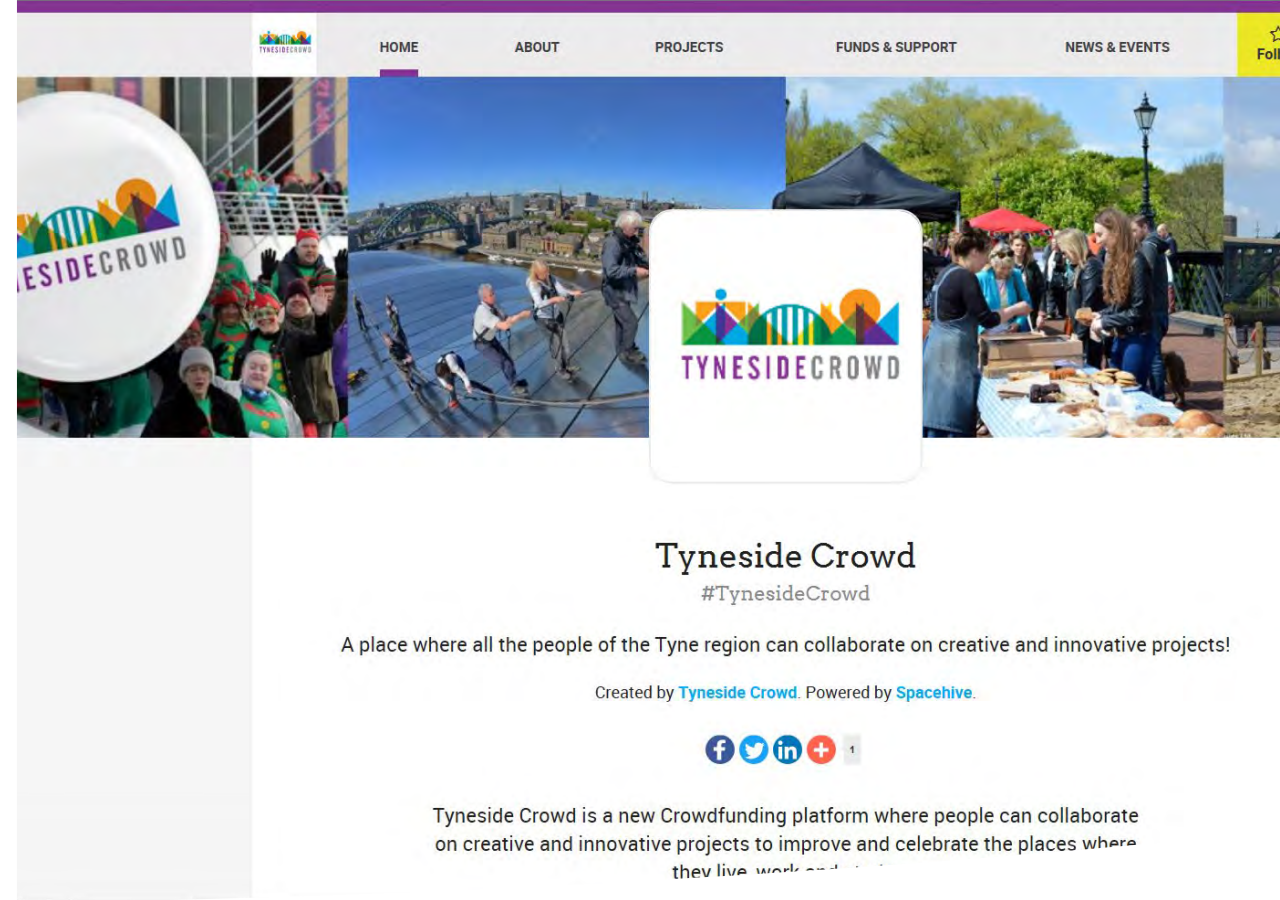 TYNESIDECROWD
HOME
ABOUT
PROJECTS
FUNDS & SUPPORT
NEWS & EVENTS
ESIDECROWD
TYNESIDECROWD
Tyneside Crowd
#TynesideCrowd
A place where all the people of the Tyne region can collaborate on creative and innovative projects!
Created by Tyneside Crowd. Powered by Spacehive.
1
Tyneside Crowd is a new Crowdfunding platform where people can collaborate
on creative and innovative projects to improve and celebrate the places where
they live, work and